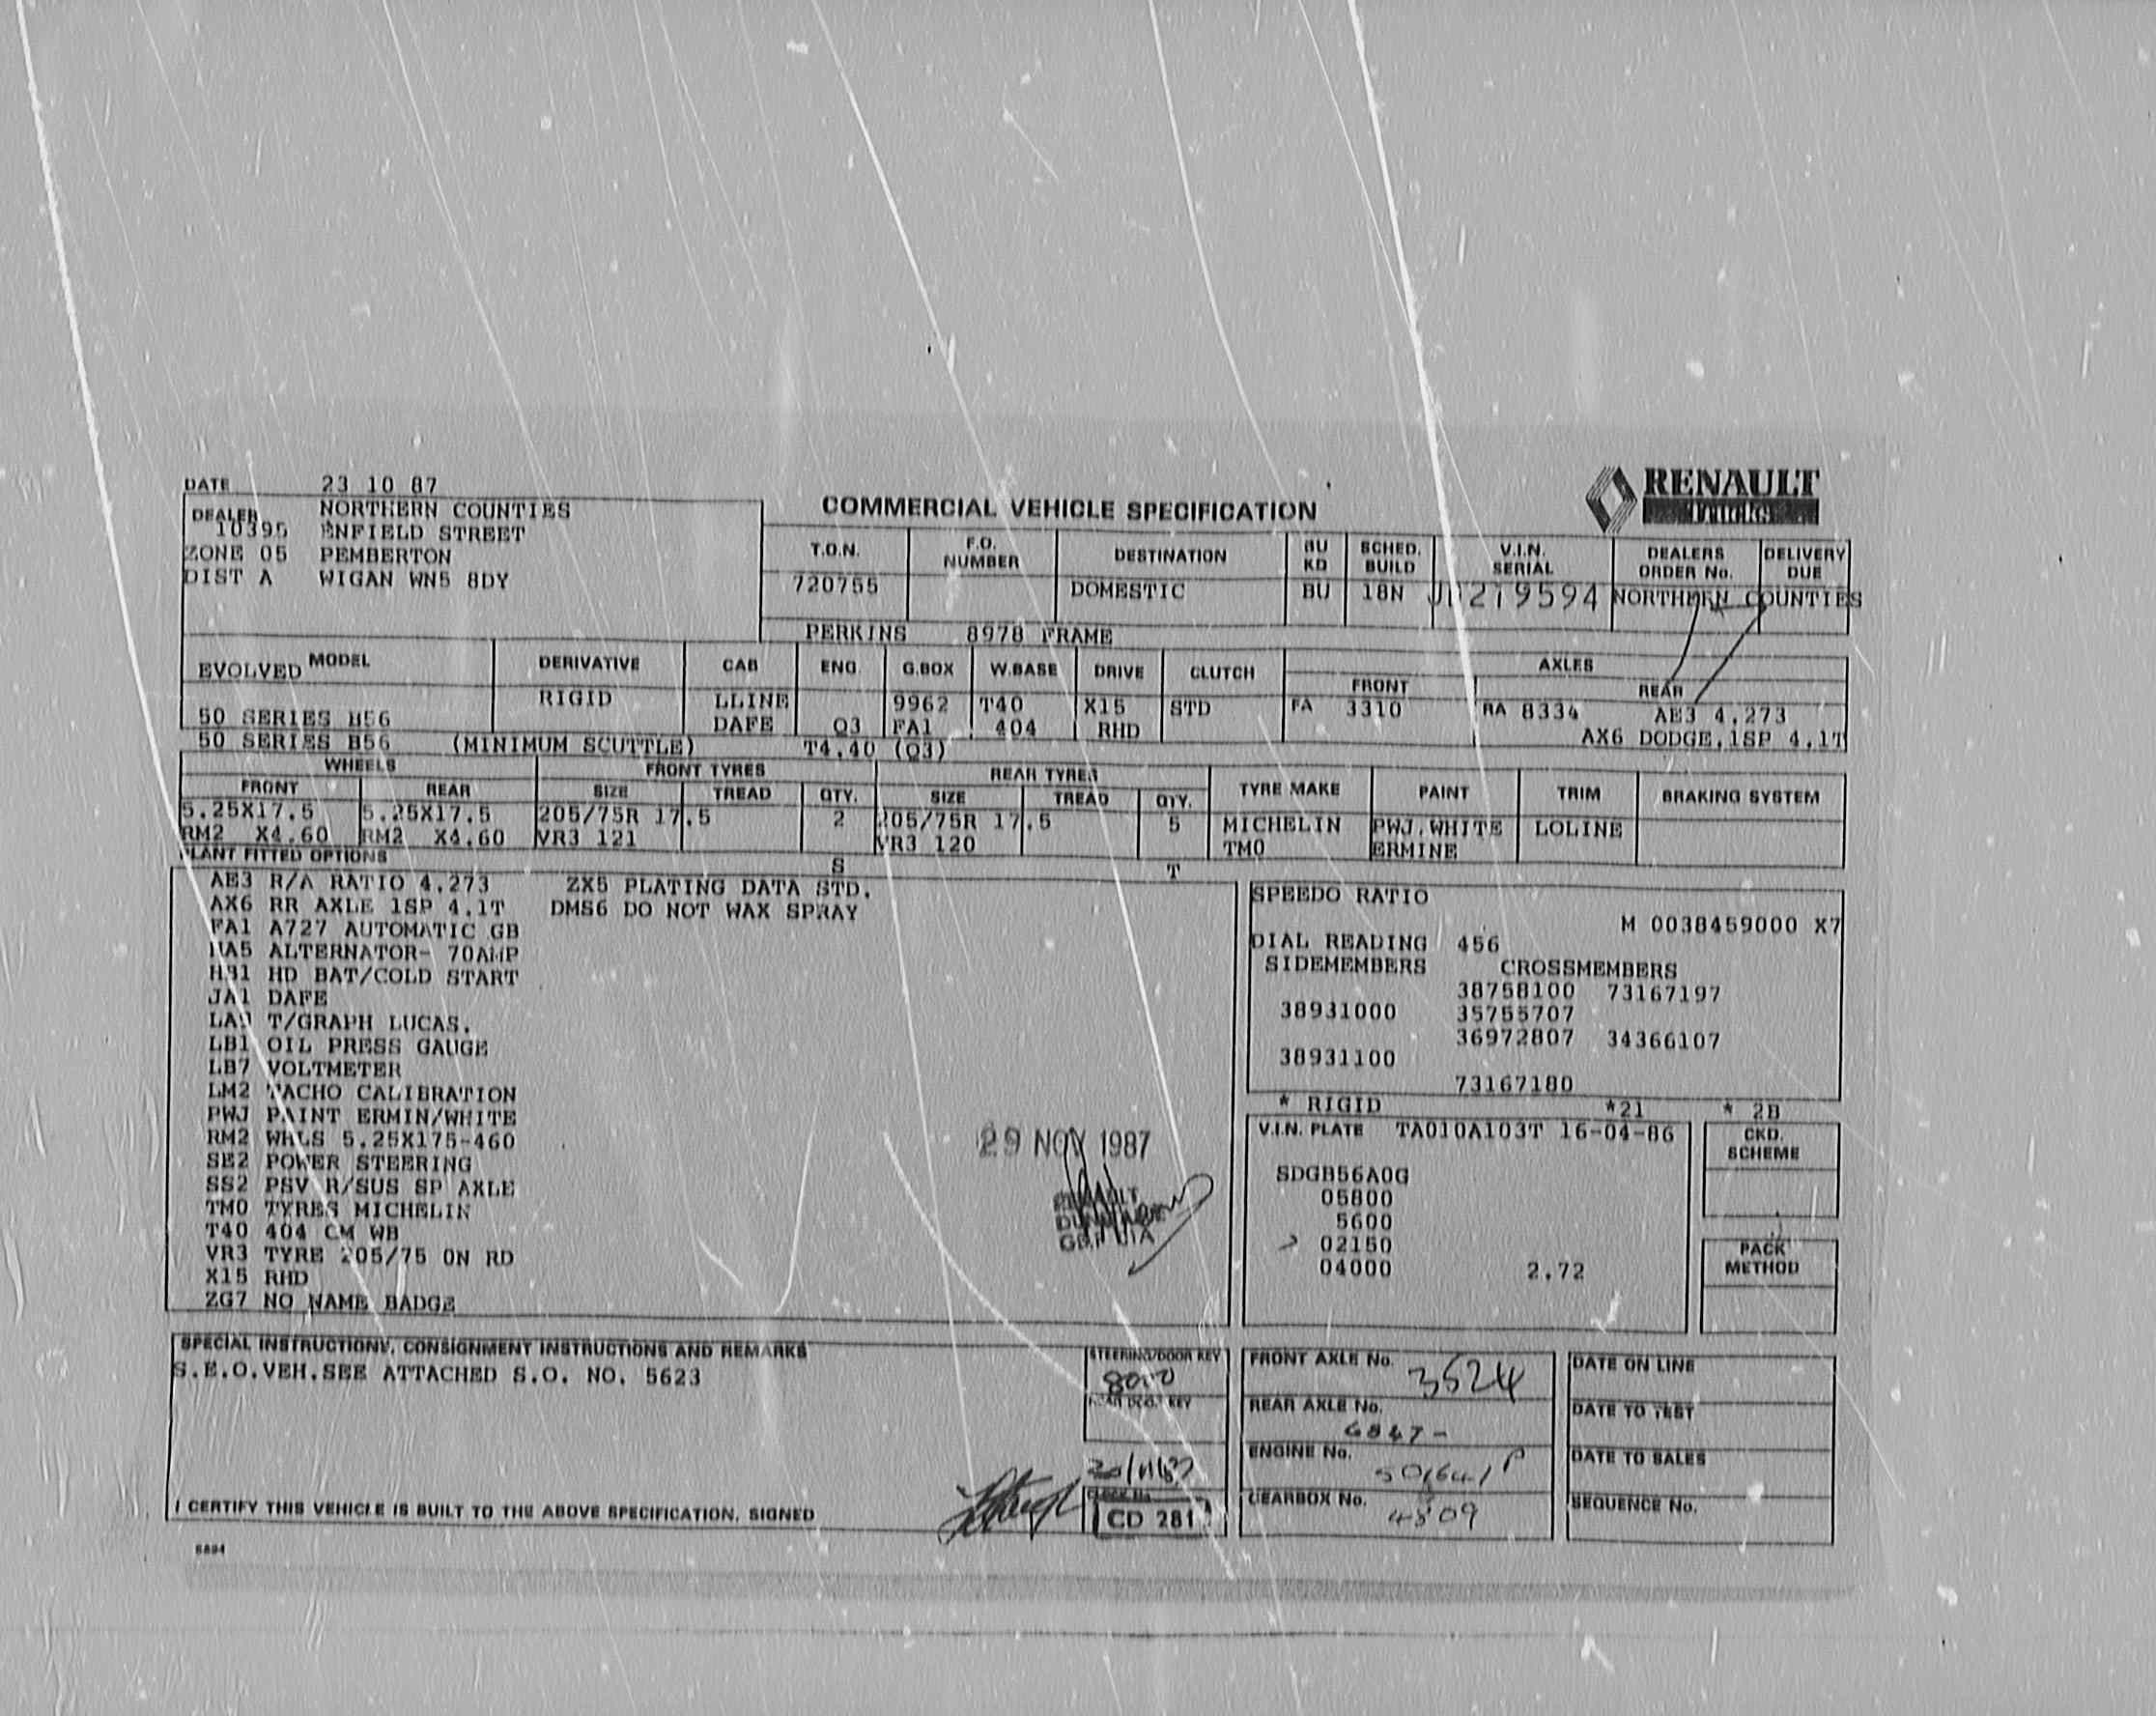 DATE 23 10 87
RENAULT
Trucks
DEALER NORTHERN COUNTIES
10395 ENFIELD STREET
ZONE 05 PEMBERTON
DIST A WIGAN WN5 8DY
COMMERCIAL VEHICLE SPECIFICATION
T.O.N. F.O. NUMBER DESTINATION BU KD SCHED. BUILD V.I.N. SERIAL DEALERS ORDER No. DELIVERY DUE
720755 DOMESTIC BU 18N 279594 NORTHERN COUNTIES
PERKINS 8978 FRAME
MODEL DERIVATIVE CAB ENG G.BOX W.BASE DRIVE CLUTCH AXLES
FRONT REAR
EVOLVED
RIGID LLINE 9962 T40 X15 STD FA 3310 RA 8334 AE3 4.273
50 SERIES B56 DAFE Q3 FA1 404 RHD
50 SERIES B56 (MINIMUM SCUTTLE) T4.40 (Q3) AX6 DODGE,1SP 4.1T
WHEELS FRONT TYRES REAR TYRES TYRE MAKE PAINT TRIM BRAKING SYSTEM
FRONT REAR SIZE TREAD QTY. SIZE TREAD QTY.
5.25X17.5 5.25X17.5 205/75R 17.5 2 205/75R 17.5 5 MICHELIN PWJ.WHITE LOLINE
RM2 X4.60 RM2 X4.60 VR3 121 VR3 120 TM0 ERMINE
PLANT FITTED OPTIONS S T
AE3 R/A RATIO 4.273 ZX5 PLATING DATA STD.
AX6 RR AXLE 1SP 4.1T DMS6 DO NOT WAX SPRAY
FA1 A727 AUTOMATIC GB
HA5 ALTERNATOR- 70AMP
HB1 HD BAT/COLD START
JA1 DAFE
T/GRAPH LUCAS.
LB1 OIL PRESS GAUGE
LB7 VOLTMETER
LM2 TACHO CALIBRATION
PWJ PAINT ERMIN/WHITE
RM2 WHLS 5.25X175-460
SE2 POWER STEERING
SS2 PSV R/SUS SP AXLE
TM0 TYRES MICHELIN
T40 404 CM WB
VR3 TYRE 205/75 ON RD
X15 RHD
ZG7 NO NAME BADGE
29 NOV 1987
RENAULT
SPEEDO RATIO
M 0038459000 X7
DIAL READING 456
SIDEMEMBERS CROSSMEMBERS
38758100 73167197
38931000 35755707
36972807 34366107
38931100
73167180
* RIGID *21 * 2B
V.I.N. PLATE TA010A103T 16-04-86
SDGB56A0G
05800
5600
02150
04000 2.72
CKD. SCHEME
PACK METHOD
SPECIAL INSTRUCTIONS, CONSIGNMENT INSTRUCTIONS AND REMARKS
S.E.O.VEH.SEE ATTACHED S.O. NO. 5623
I CERTIFY THIS VEHICLE IS BUILT TO THE ABOVE SPECIFICATION, SIGNED
STEERING/DOOR KEY
REAR DOOR KEY
CD 281
FRONT AXLE No. 3524
REAR AXLE No. 6847-
ENGINE No.
GEARBOX No. 4809
DATE ON LINE
DATE TO TEST
DATE TO SALES
SEQUENCE No.